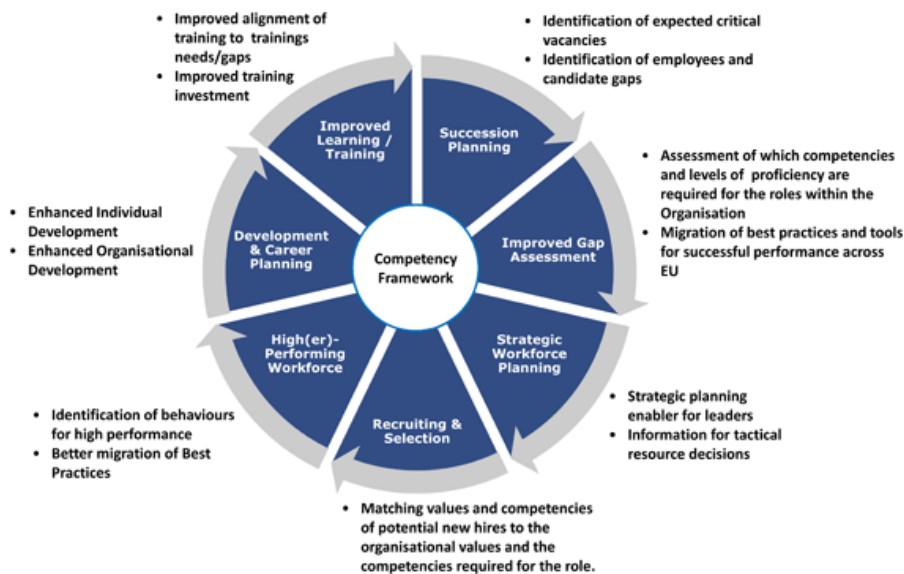 • Improved alignment of
training to trainings
needs/gaps
• Improved training
investment
• Identification of expected critical
vacancies
• Identification of employees and
candidate gaps
Improved
Learning /
Training
Succession
Planning
• Assessment of which competencies
and levels of proficiency are
required for the roles within the
Organisation
• Migration of best practices and tools
for successful performance across
EU
• Enhanced Individual
Development
• Enhanced Organisational
Development
Development
& Career
Planning
Competency
Framework
Improved Gap
Assessment
High(er)-
Performing
Workforce
Strategic
Workforce
Planning
Recruiting &
Selection
• Identification of behaviours
for high performance
• Better migration of Best
Practices
• Strategic planning
enabler for leaders
• Information for tactical
resource decisions
• Matching values and competencies
of potential new hires to the
organisational values and the
competencies required for the role.